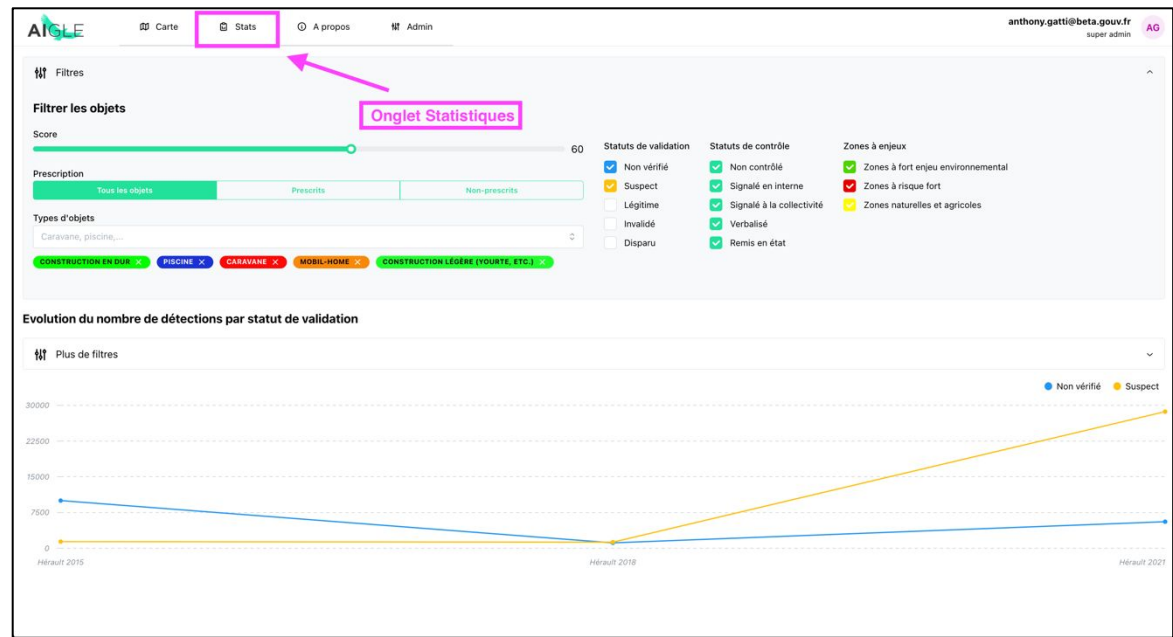 AIGLE
Carte
Stats
A propos
Admin
anthony.gatti@beta.gouv.fr
super admin
AG
Filtres
Onglet Statistiques
Filtrer les objets
Score
60
Prescription
Tous les objets
Prescrits
Non-prescrits
Types d'objets
Caravane, piscine,...
CONSTRUCTION EN DUR
PISCINE
CARAVANE
MOBIL-HOME
CONSTRUCTION LÉGÈRE (YOURTE, ETC.)
Statuts de validation
Non vérifié
Suspect
Légitime
Invalidé
Disparu
Statuts de contrôle
Non contrôlé
Signalé en interne
Signalé à la collectivité
Verbalisé
Remis en état
Zones à enjeux
Zones à fort enjeu environnemental
Zones à risque fort
Zones naturelles et agricoles
Evolution du nombre de détections par statut de validation
Plus de filtres
Non vérifié
Suspect
30000
22500
15000
7500
0
Hérault 2015
Hérault 2018
Hérault 2021